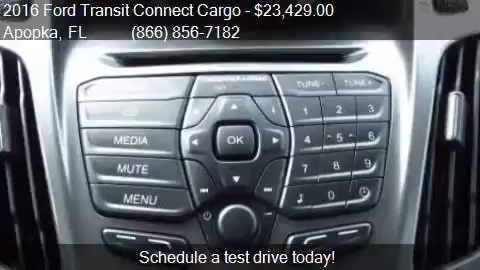 2016 Ford Transit Connect Cargo - $23,429.00
Apopka, FL (866) 856-7182
TUNE- TUNE+
1 2 3
MEDIA
OK
4 5 6
MUTE
7 8 9
MENU
0
Schedule a test drive today!